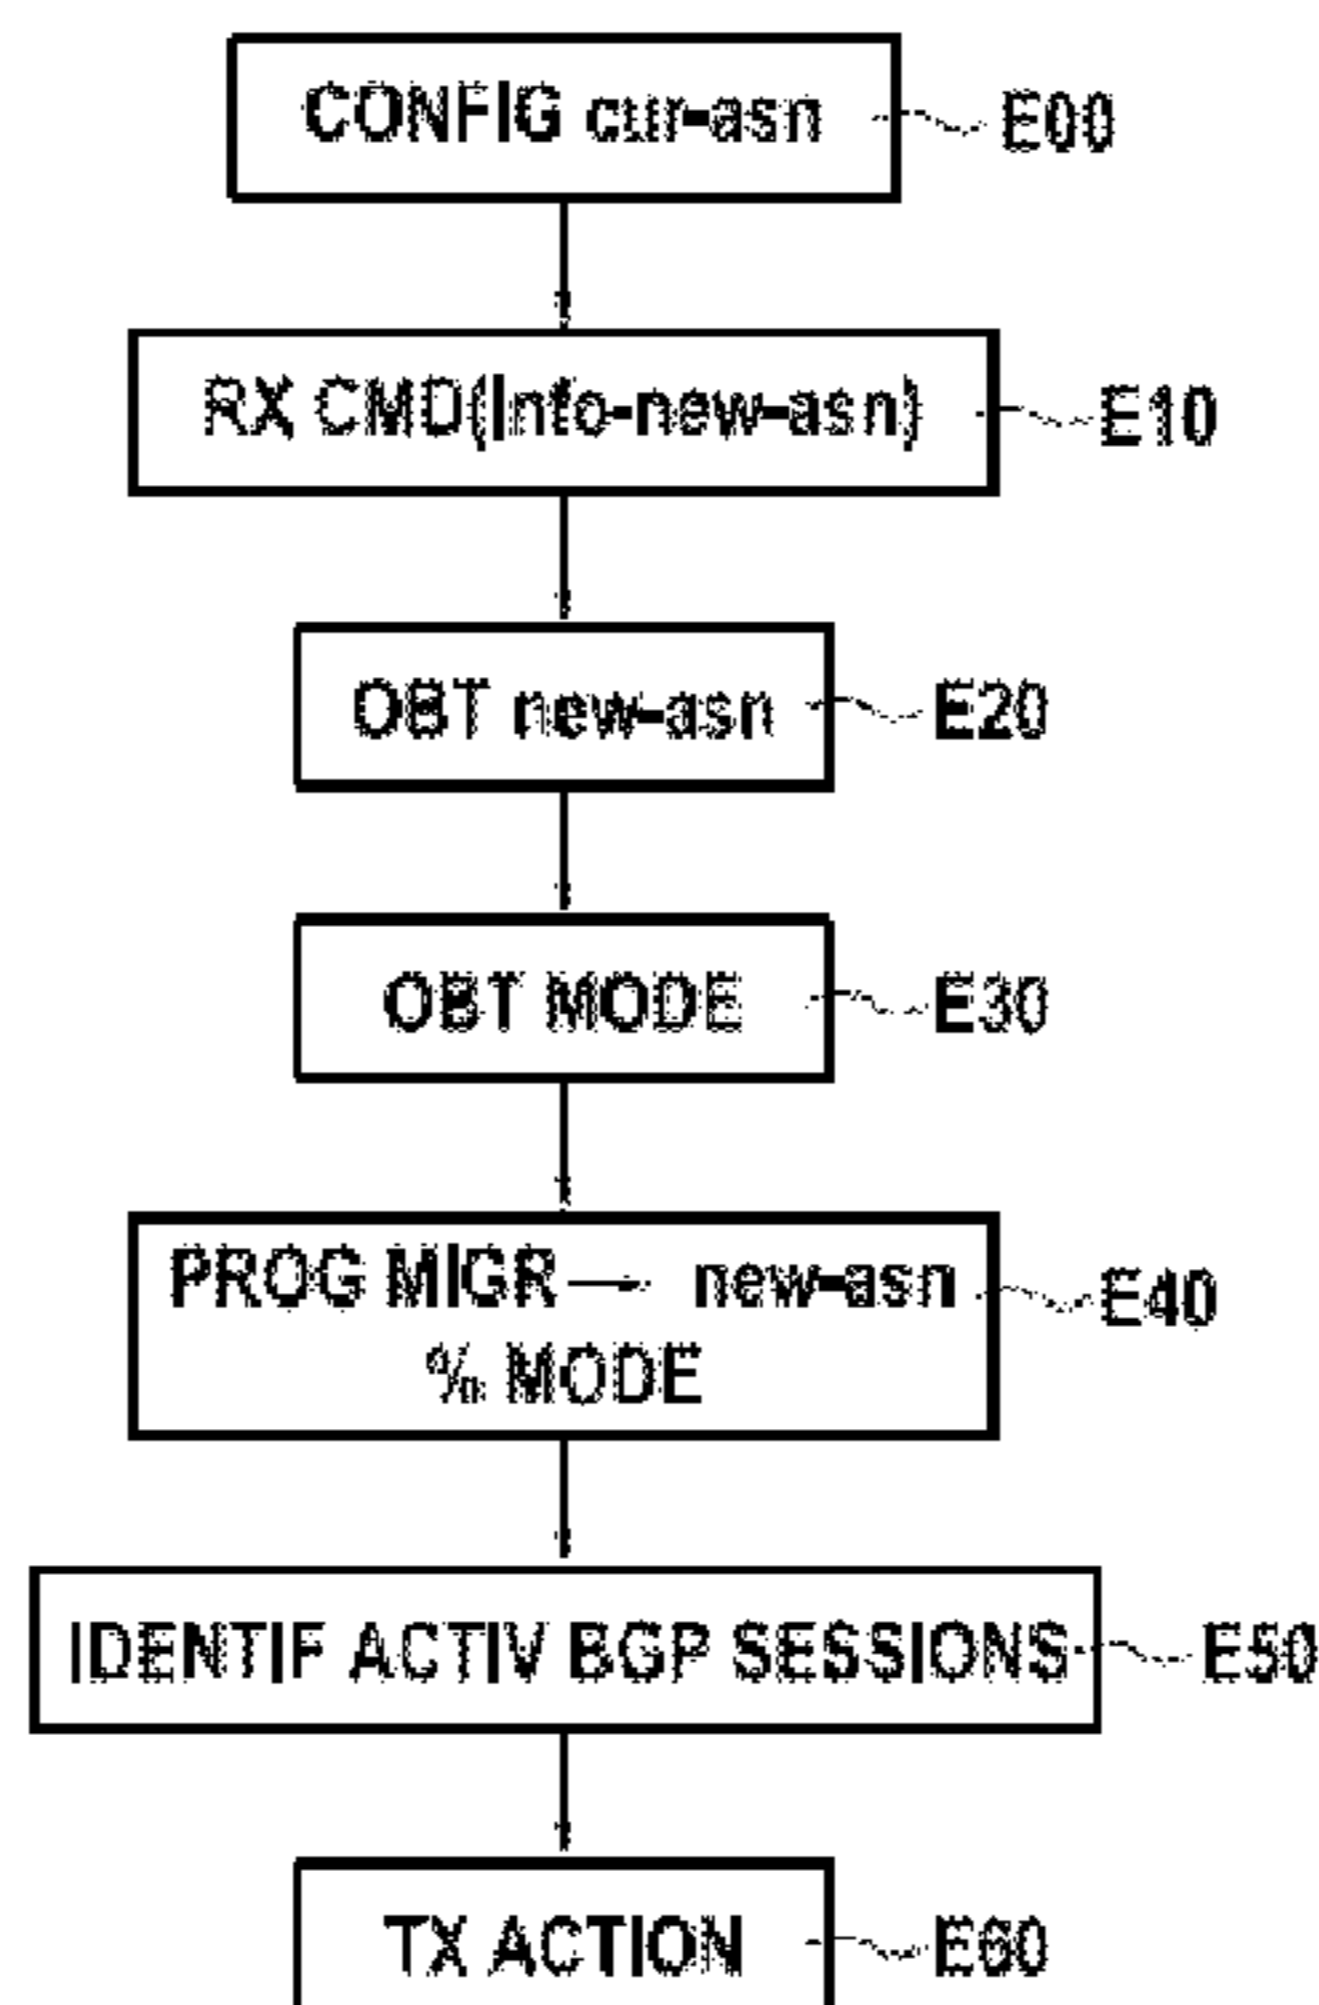 CONFIG cur-asn E00
RX CMD(Info-new-asn) E10
OBT new-asn E20
OBT MODE E30
PROG MIGR → new-asn E40
% MODE
IDENTIF ACTIV BGP SESSIONS E50
TX ACTION E60